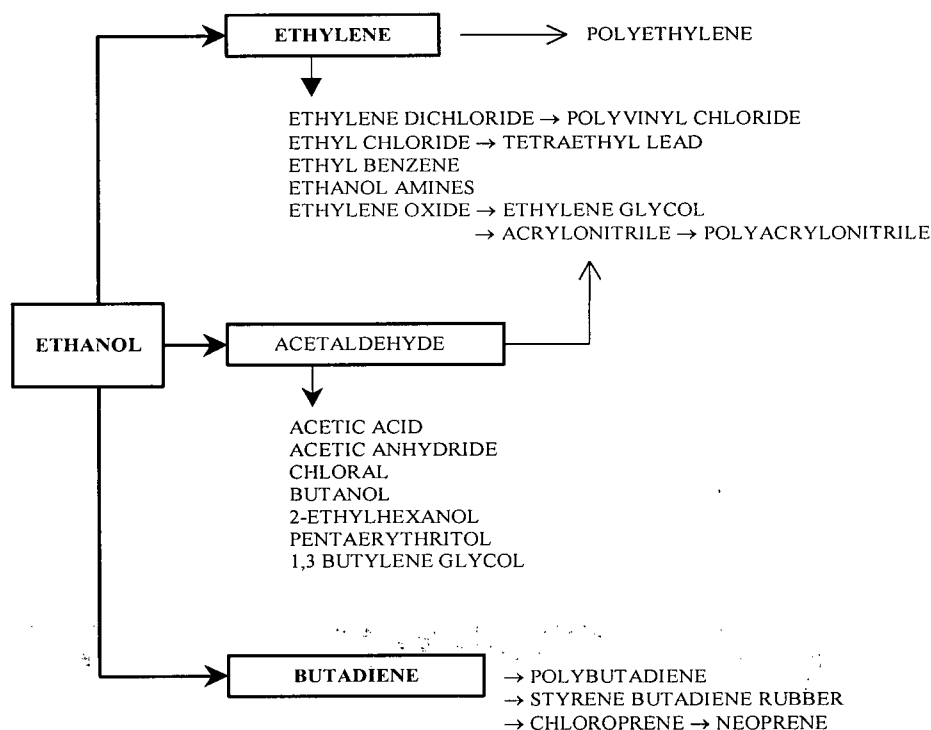 ETHYLENE → POLYETHYLENE
ETHYLENE DICHLORIDE → POLYVINYL CHLORIDE
ETHYL CHLORIDE → TETRAETHYL LEAD
ETHYL BENZENE
ETHANOL AMINES
ETHYLENE OXIDE → ETHYLENE GLYCOL
→ ACRYLONITRILE → POLYACRYLONITRILE
ETHANOL
ACETALDEHYDE
ACETIC ACID
ACETIC ANHYDRIDE
CHLORAL
BUTANOL
2-ETHYLHEXANOL
PENTAERYTHRITOL
1,3 BUTYLENE GLYCOL
BUTADIENE
→ POLYBUTADIENE
→ STYRENE BUTADIENE RUBBER
→ CHLOROPRENE → NEOPRENE